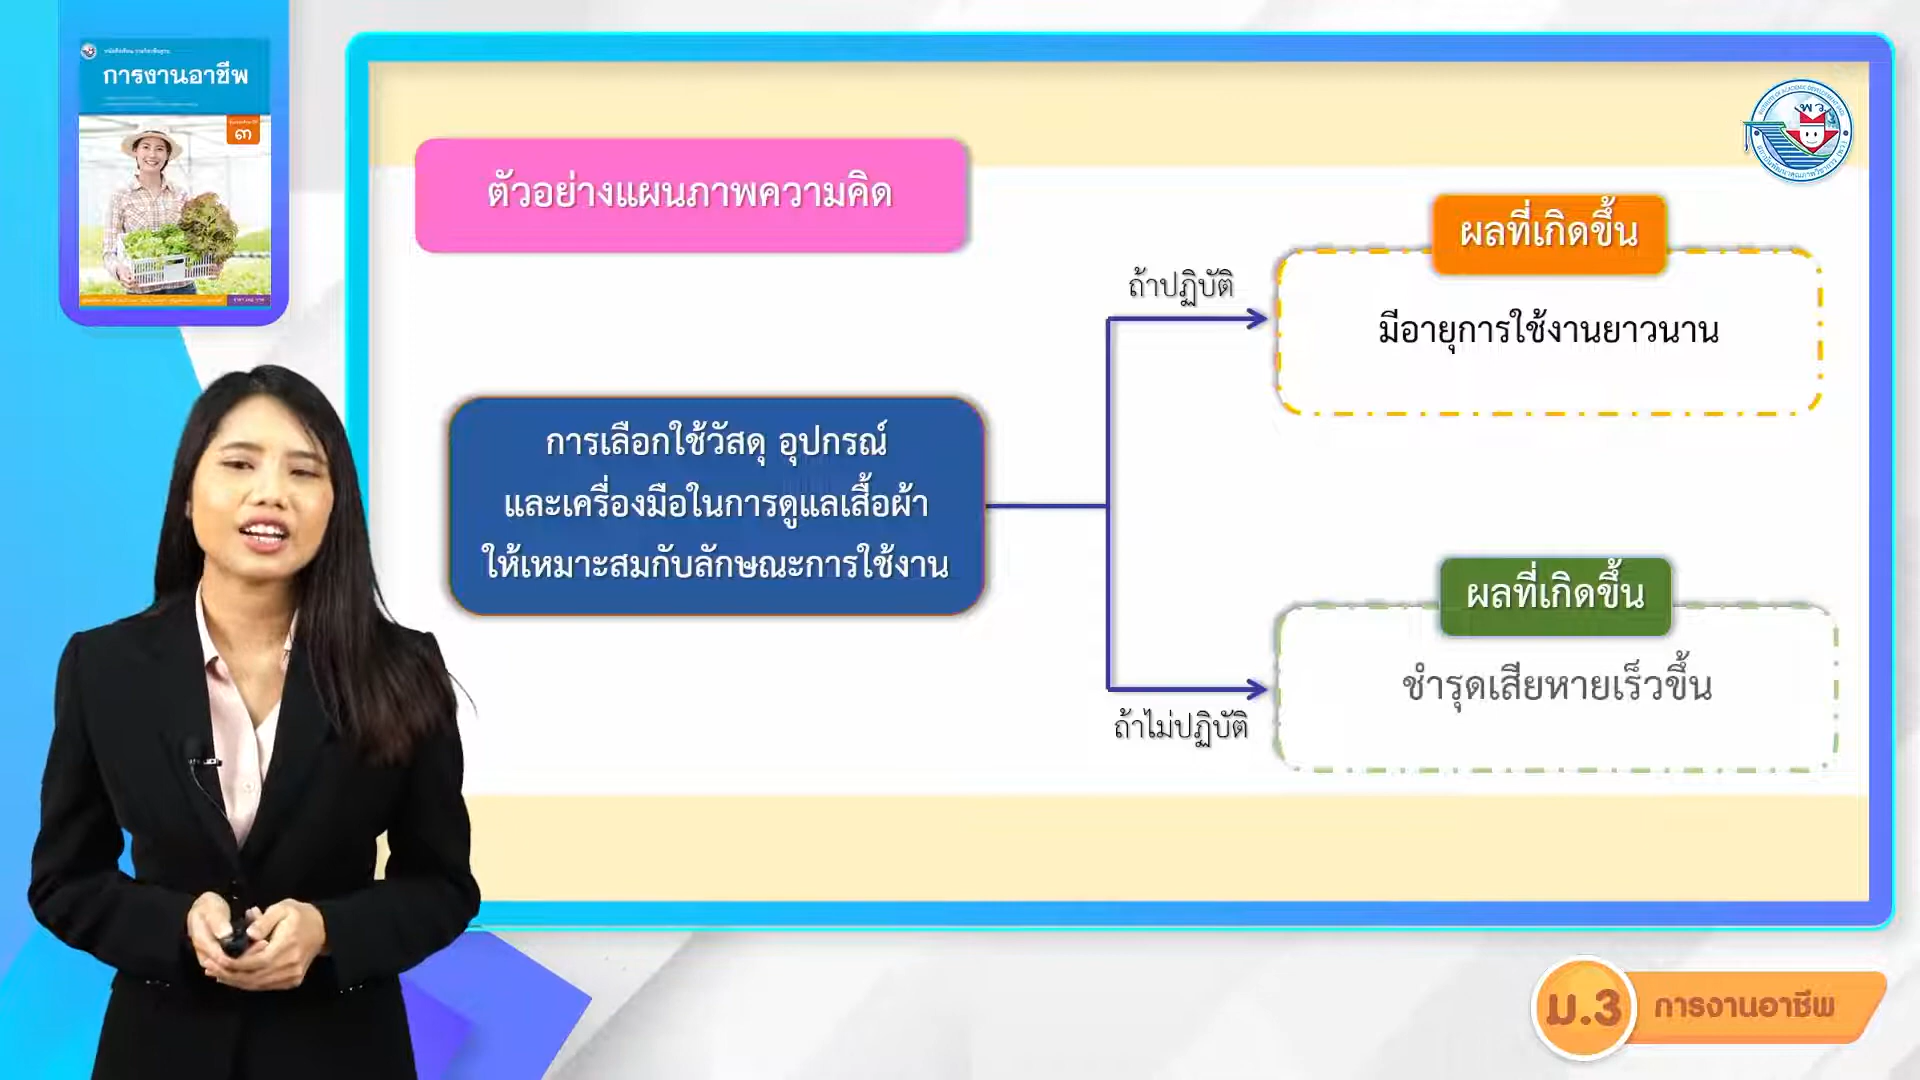 การงานอาชีพ
๓
ตัวอย่างแผนภาพความคิด
พว
ถ้าปฏิบัติ
ผลที่เกิดขึ้น
มีอายุการใช้งานยาวนาน
การเลือกใช้วัสดุ อุปกรณ์
และเครื่องมือในการดูแลเสื้อผ้า
ให้เหมาะสมกับลักษณะการใช้งาน
ถ้าไม่ปฏิบัติ
ผลที่เกิดขึ้น
ชำรุดเสียหายเร็วขึ้น
ม.3 การงานอาชีพ